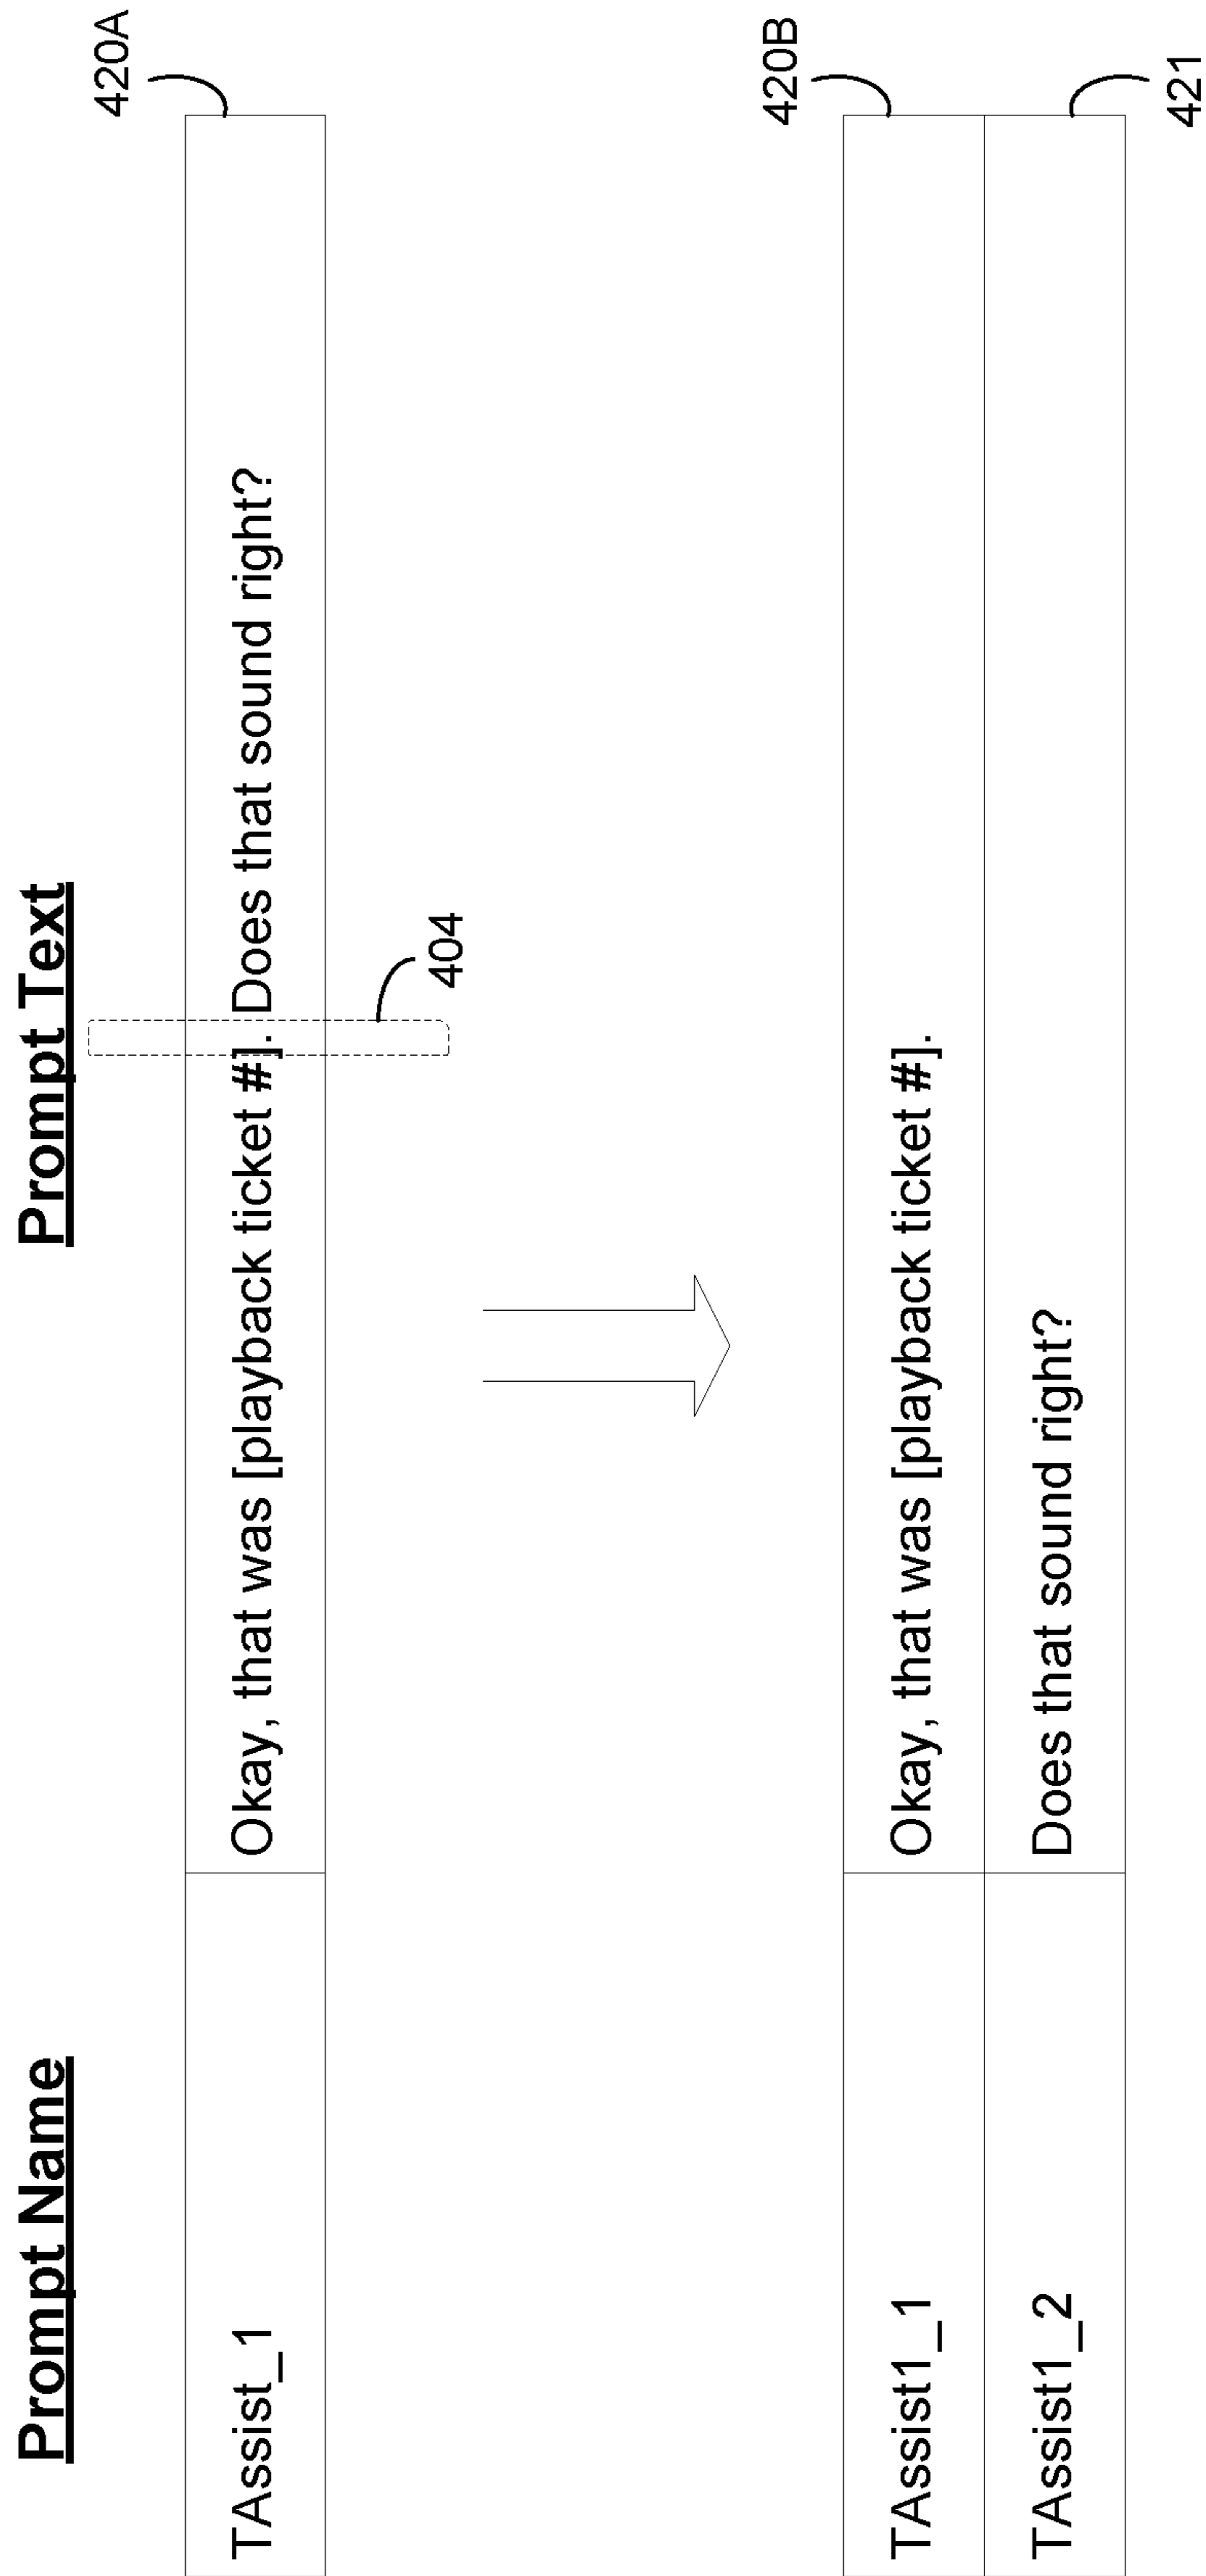 Prompt Name Prompt Text
420A
TAssist_1 Okay, that was [playback ticket #]. Does that sound right?
404
420B
TAssist1_1 Okay, that was [playback ticket #].
TAssist1_2 Does that sound right?
421